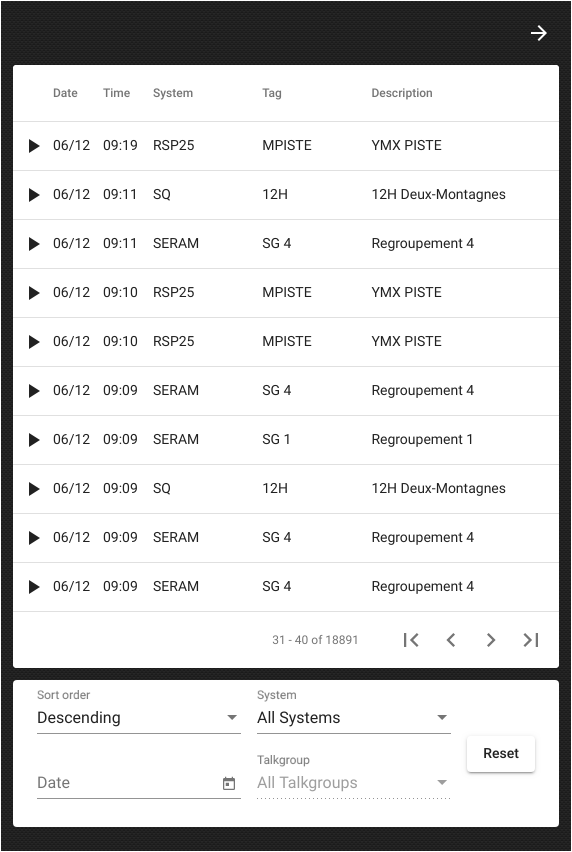 Date Time System Tag Description
06/12 09:19 RSP25 MPISTE YMX PISTE
06/12 09:11 SQ 12H 12H Deux-Montagnes
06/12 09:11 SERAM SG 4 Regroupement 4
06/12 09:10 RSP25 MPISTE YMX PISTE
06/12 09:10 RSP25 MPISTE YMX PISTE
06/12 09:09 SERAM SG 4 Regroupement 4
06/12 09:09 SERAM SG 1 Regroupement 1
06/12 09:09 SQ 12H 12H Deux-Montagnes
06/12 09:09 SERAM SG 4 Regroupement 4
06/12 09:09 SERAM SG 4 Regroupement 4
31 - 40 of 18891
Sort order System
Descending All Systems
Reset
Talkgroup
Date All Talkgroups